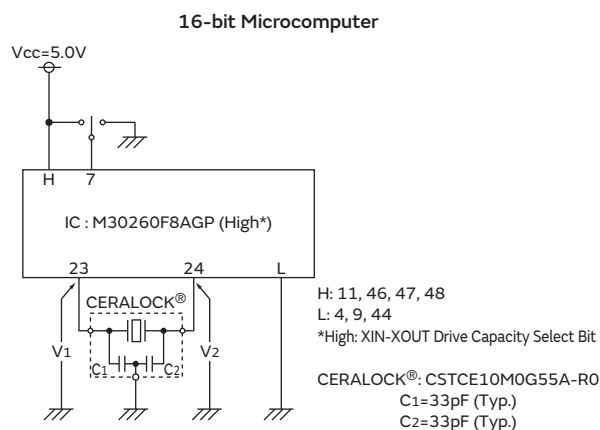 16-bit Microcomputer
Vcc=5.0V
H 7
IC : M30260F8AGP (High*)
23 24 L
CERALOCK®
V1 C1 C2 V2
H: 11, 46, 47, 48
L: 4, 9, 44
*High: XIN-XOUT Drive Capacity Select Bit
CERALOCK®: CSTCE10M0G55A-R0
C1=33pF (Typ.)
C2=33pF (Typ.)